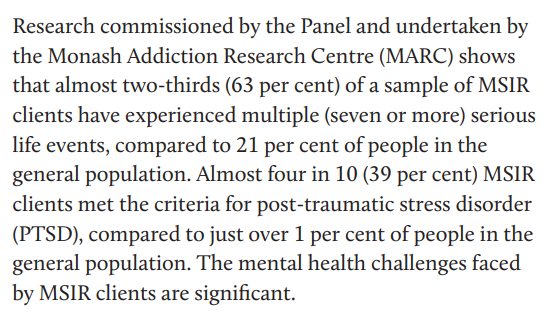 Research commissioned by the Panel and undertaken by
the Monash Addiction Research Centre (MARC) shows
that almost two-thirds (63 per cent) of a sample of MSIR
clients have experienced multiple (seven or more) serious
life events, compared to 21 per cent of people in the
general population. Almost four in 10 (39 per cent) MSIR
clients met the criteria for post-traumatic stress disorder
(PTSD), compared to just over 1 per cent of people in the
general population. The mental health challenges faced
by MSIR clients are significant.